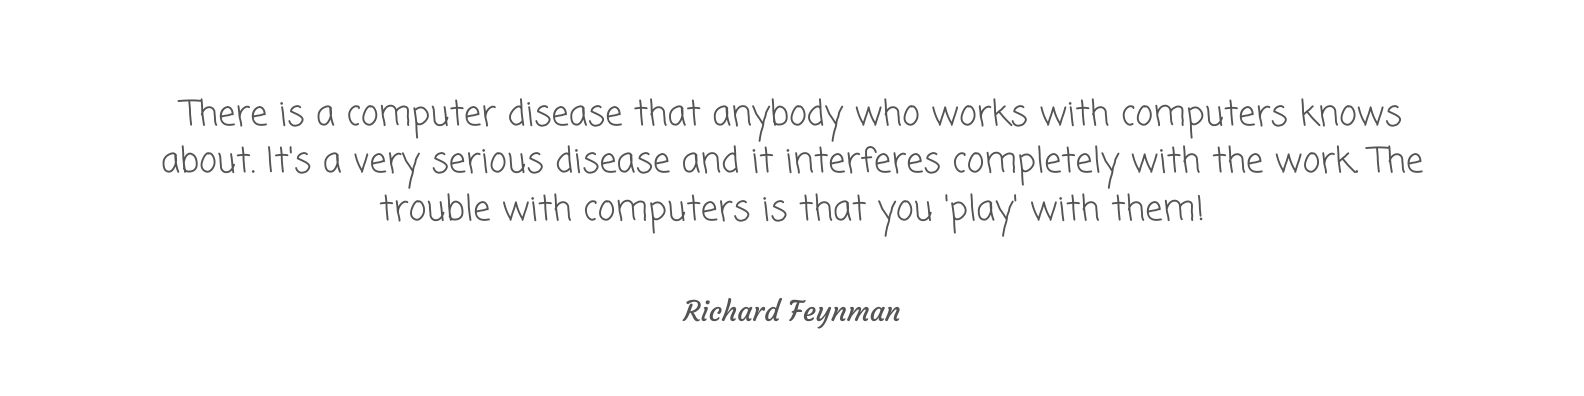 There is a computer disease that anybody who works with computers knows
about. It's a very serious disease and it interferes completely with the work. The
trouble with computers is that you 'play' with them!
Richard Feynman